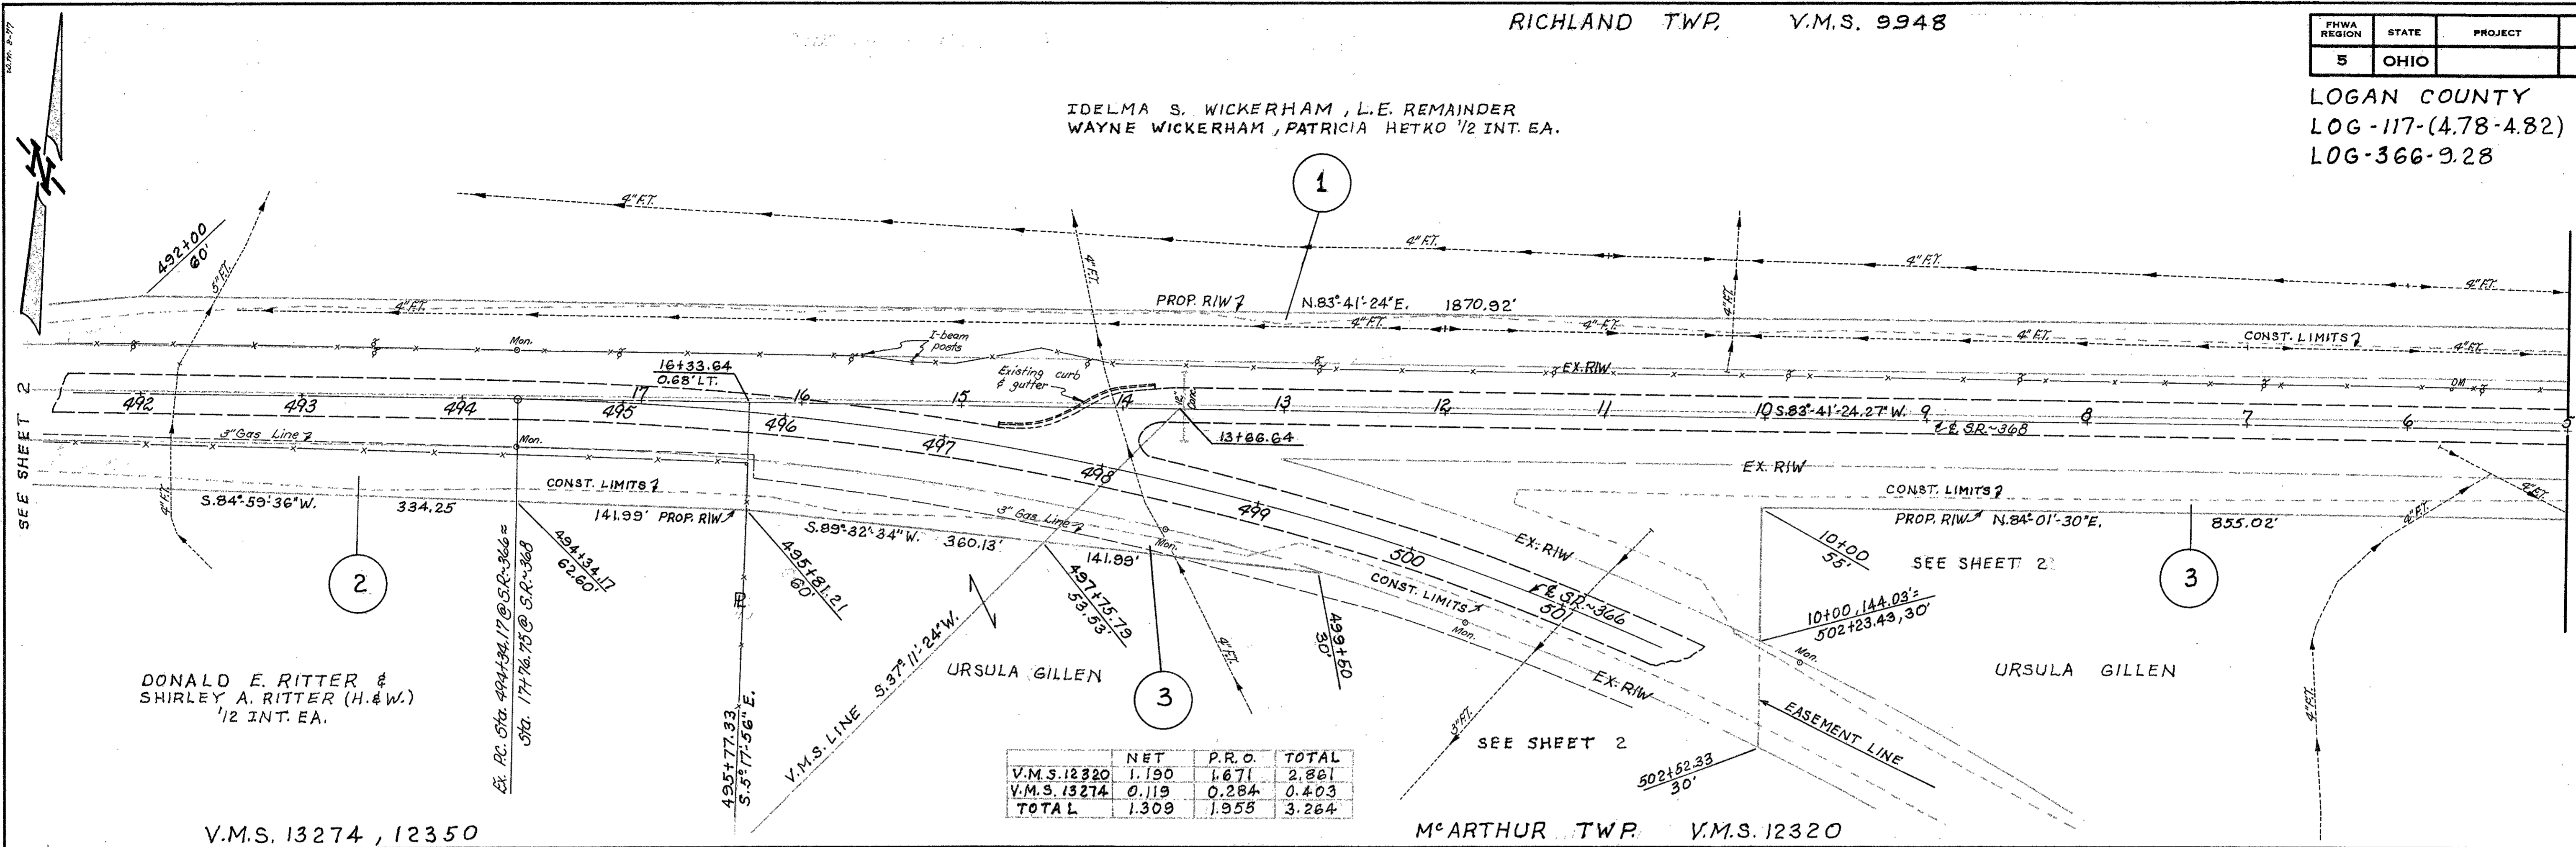 RICHLAND TWP. V.M.S. 9948
FHWA REGION STATE PROJECT
5 OHIO
LOGAN COUNTY
LOG-117-(4.78-4.82)
LOG-366-9.28
IDELMA S. WICKERHAM, L.E. REMAINDER
WAYNE WICKERHAM, PATRICIA HETKO 1/2 INT. EA.
1
4" F.T.
4" F.T.
4" F.T.
4" F.T.
492+00
60'
5" F.T.
4" F.T.
4" F.T.
PROP. R/W N.83°-41'-24"E. 1870.92'
4" F.T.
4" F.T.
4" F.T.
4" F.T.
CONST. LIMITS
4" F.T.
Mon.
I-beam posts
16+33.64
0.68' LT.
Existing curb & gutter
EX. R/W
12" Conc.
SEE SHEET 2
492 493 494 495 496 497 498 499 500 501
17 16 15 14 13 12 11 10 S.83°-41'-24.27"W. 9 8 7 6 5
℄ S.R.~368
13+66.64
3" Gas Line
Mon.
EX. R/W
CONST. LIMITS
CONST. LIMITS
S.84°-59'-36"W. 334.25
141.99' PROP. R/W
S.89°-32'-34"W. 360.13'
3" Gas Line
Mon.
141.99'
PROP. R/W N.84°-01'-30"E. 855.02'
4" F.T.
4" F.T.
4" F.T.
EX. R/W
10+00
55'
SEE SHEET 2
3
2
494+34.17
62.60'
495+81.21
60'
497+75.79
53.53'
499+50
30'
CONST. LIMITS
℄ S.R.~366
Mon.
10+00, 144.03'=
502+23.43, 30'
Mon.
Ex. P.C. Sta. 494+34.17 @ S.R.~366 =
Sta. 17+76.75 @ S.R.~368
PL
495+77.33
S.5°17'-56"E.
V.M.S. LINE S.37°-11'-24"W.
URSULA GILLEN
3
4" F.T.
3" F.T.
EX. R/W
URSULA GILLEN
4" F.T.
EASEMENT LINE
SEE SHEET 2
502+52.33
30'
DONALD E. RITTER &
SHIRLEY A. RITTER (H.&W.)
1/2 INT. EA.
NET P.R.O. TOTAL
V.M.S. 12320 1.190 1.671 2.861
V.M.S. 13274 0.119 0.284 0.403
TOTAL 1.309 1.955 3.264
V.M.S. 13274, 12350
McARTHUR TWP. V.M.S. 12320